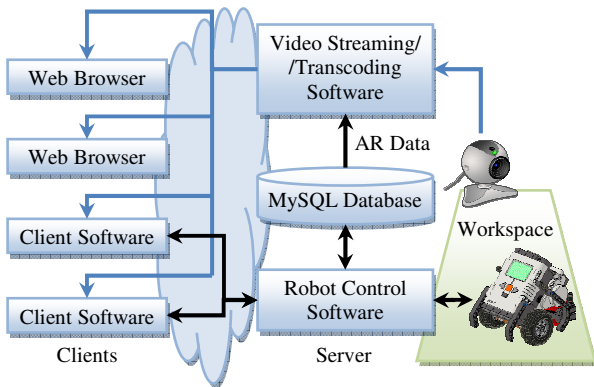 Web Browser
Web Browser
Client Software
Client Software
Clients
Video Streaming/
/Transcoding
Software
AR Data
MySQL Database
Robot Control
Software
Server
Workspace